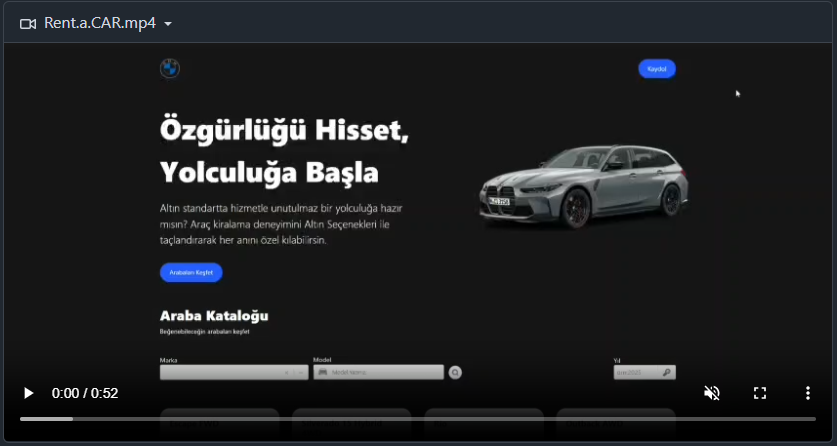 Rent.a.CAR.mp4
Kaydol
Özgürlüğü Hisset,
Yolculuğa Başla
Altın standartta hizmetle unutulmaz bir yolculuğa hazır
mısın? Araç kiralama deneyimini Altın Seçenekleri ile
taçlandırarak her anını özel kılabilirsin.
Arabaları Keşfet
Araba Kataloğu
Beğenebileceğin arabaları keşfet
Marka
Model
Yıl
0:00 / 0:52